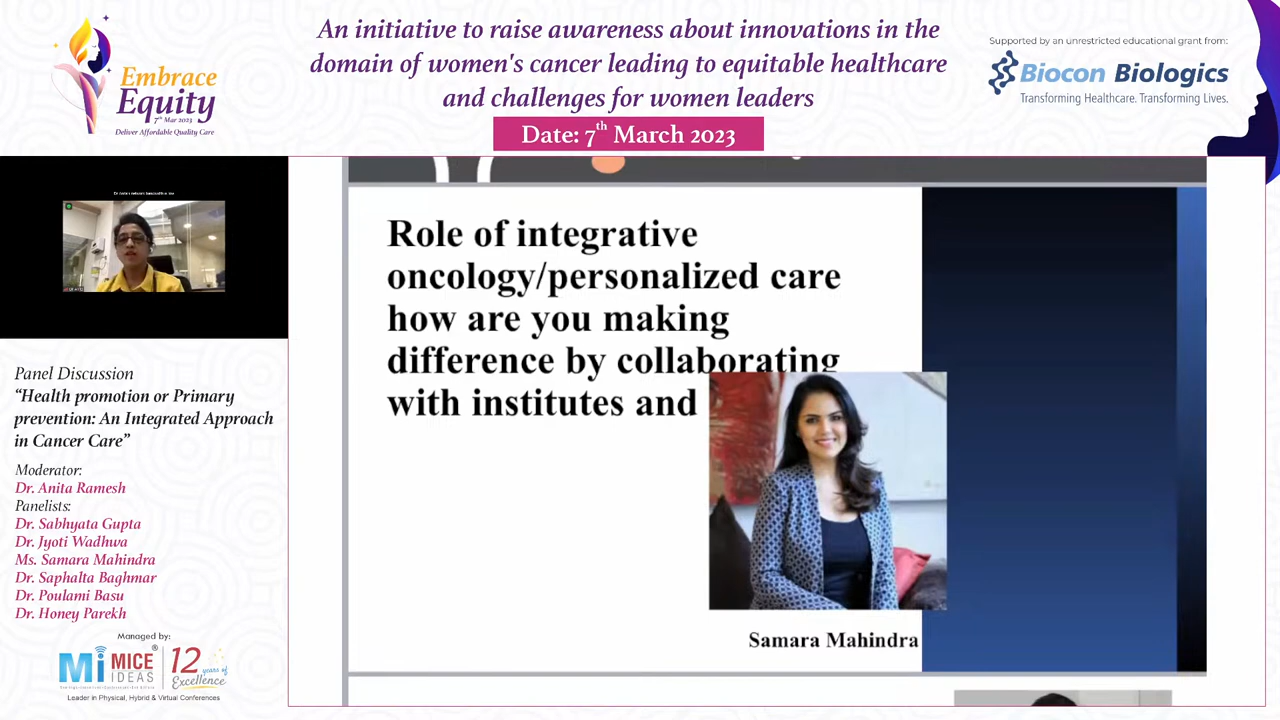 An initiative to raise awareness about innovations in the
domain of women's cancer leading to equitable healthcare
and challenges for women leaders
Date: 7th March 2023
Embrace
Equity
7th Mar 2023
Deliver Affordable Quality Care
Supported by an unrestricted educational grant from:
Biocon Biologics
Transforming Healthcare. Transforming Lives.
Role of integrative
oncology/personalized care
how are you making
difference by collaborating
with institutes and
Samara Mahindra
Panel Discussion
“Health promotion or Primary
prevention: An Integrated Approach
in Cancer Care”
Moderator:
Dr. Anita Ramesh
Panelists:
Dr. Sabhyata Gupta
Dr. Jyoti Wadhwa
Ms. Samara Mahindra
Dr. Saphalta Baghmar
Dr. Poulami Basu
Dr. Honey Parekh
Managed by:
Mi MICE IDEAS®
12 years of Excellence
Leader in Physical, Hybrid & Virtual Conferences